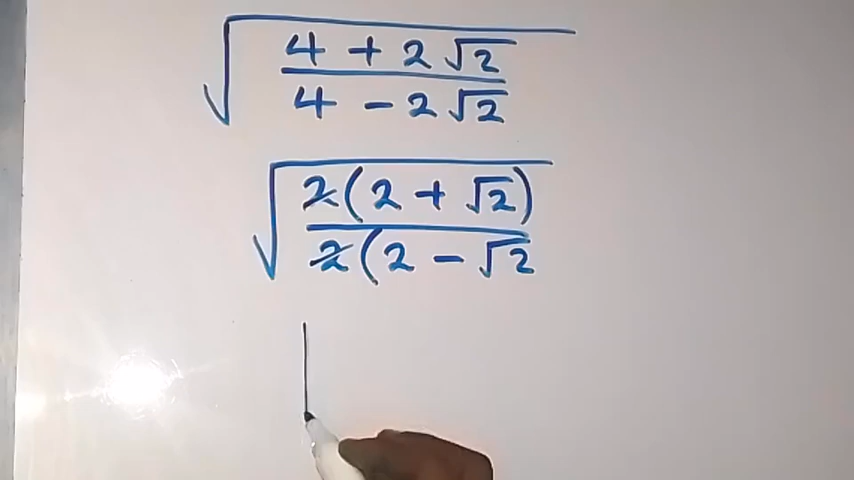 √((4 + 2√2)/(4 - 2√2))
√((2(2 + √2))/(2(2 - √2))